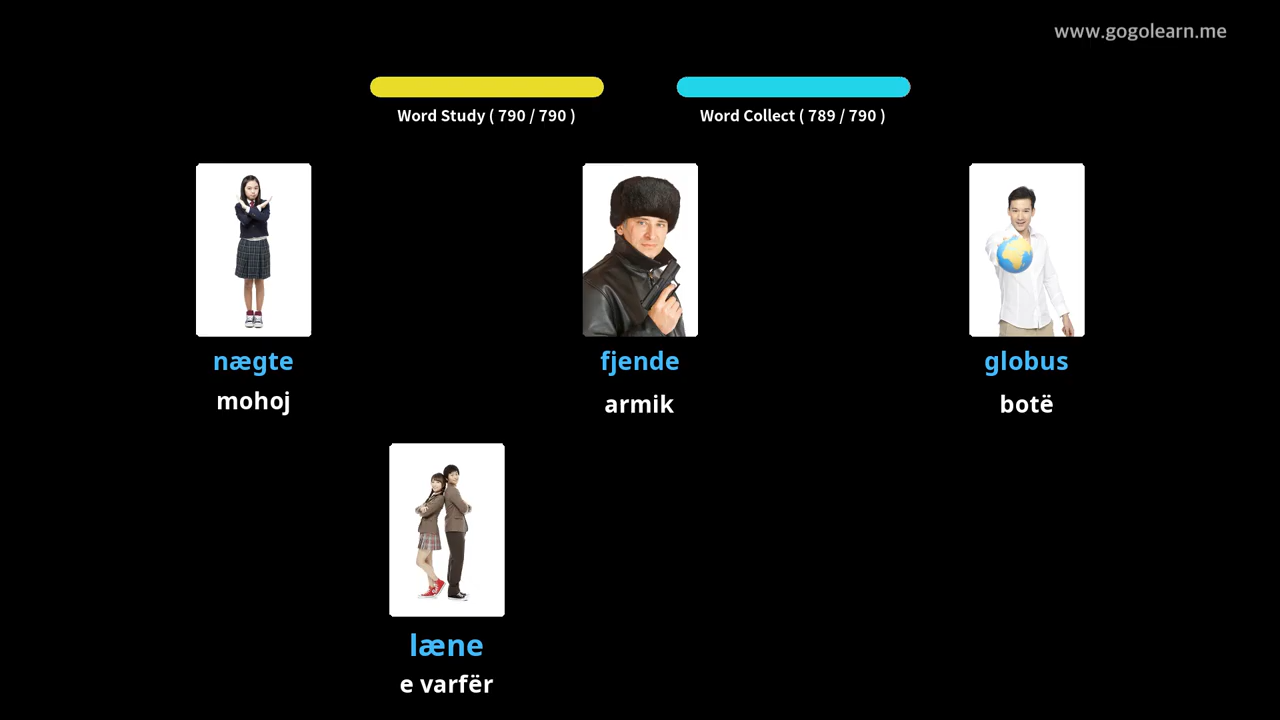 www.gogolearn.me
Word Study ( 790 / 790 )
Word Collect ( 789 / 790 )
nægte
mohoj
fjende
armik
globus
botë
læne
e varfër